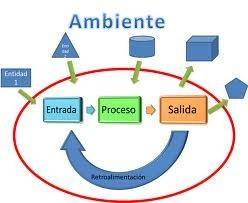 Ambiente
Entidad
1
Entrada
Proceso
Salida
Retroalimentación